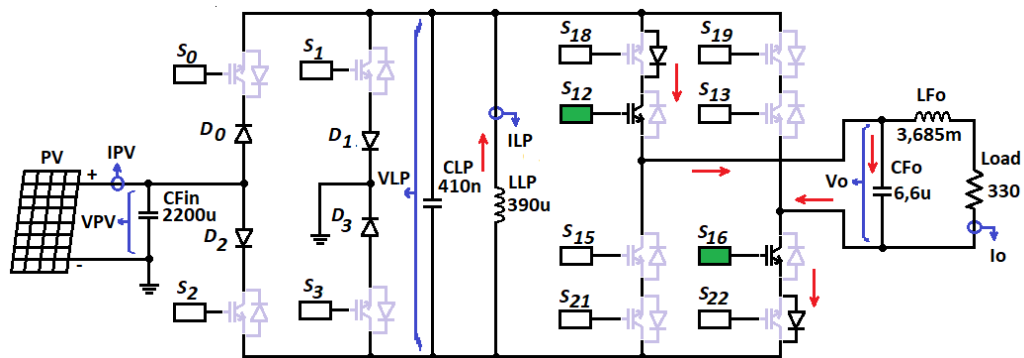 S0
S1
S18
S19
S12
S13
D0
D1
PV
IPV
+
VPV
-
CFin
2200u
D2
D3
VLP
CLP
410n
ILP
LLP
390u
LFo
3,685m
Vo
CFo
6,6u
Load
330
Io
S2
S3
S15
S16
S21
S22